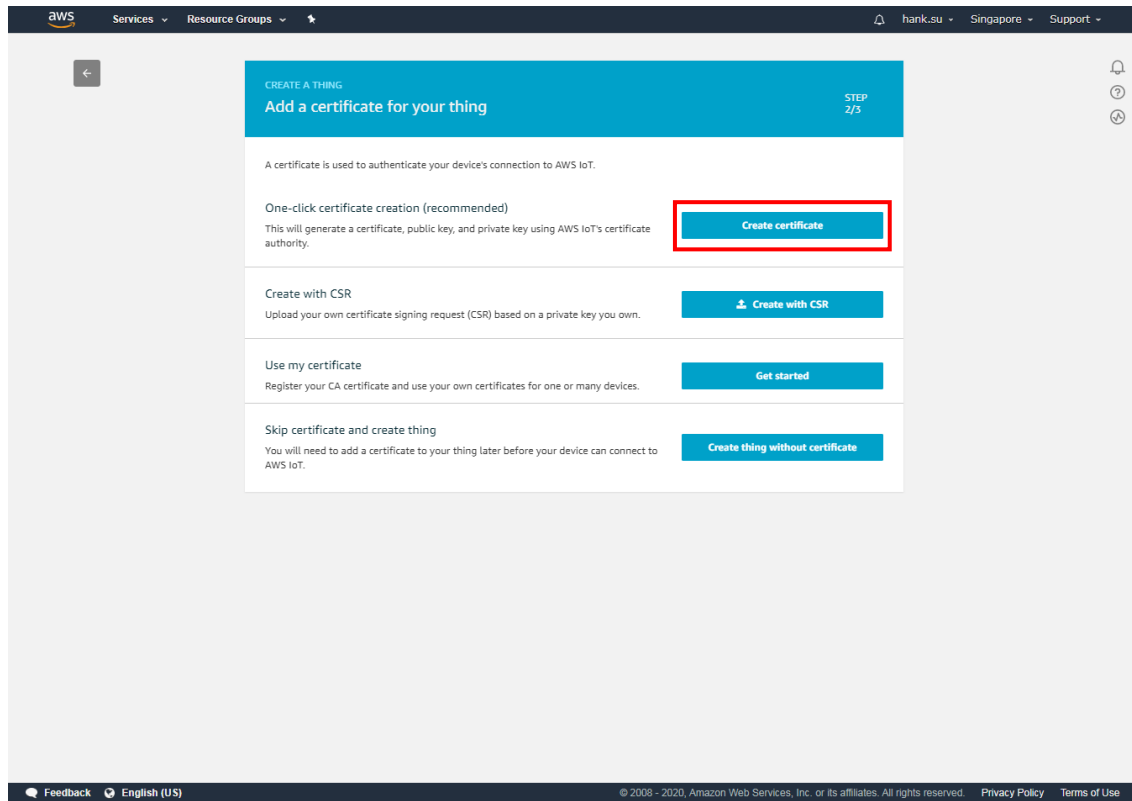 aws Services Resource Groups hank.su Singapore Support
CREATE A THING
Add a certificate for your thing
STEP
2/3
A certificate is used to authenticate your device's connection to AWS IoT.
One-click certificate creation (recommended)
This will generate a certificate, public key, and private key using AWS IoT's certificate
authority.
Create certificate
Create with CSR
Upload your own certificate signing request (CSR) based on a private key you own.
Create with CSR
Use my certificate
Register your CA certificate and use your own certificates for one or many devices.
Get started
Skip certificate and create thing
You will need to add a certificate to your thing later before your device can connect to
AWS IoT.
Create thing without certificate
Feedback English (US) © 2008 - 2020, Amazon Web Services, Inc. or its affiliates. All rights reserved. Privacy Policy Terms of Use